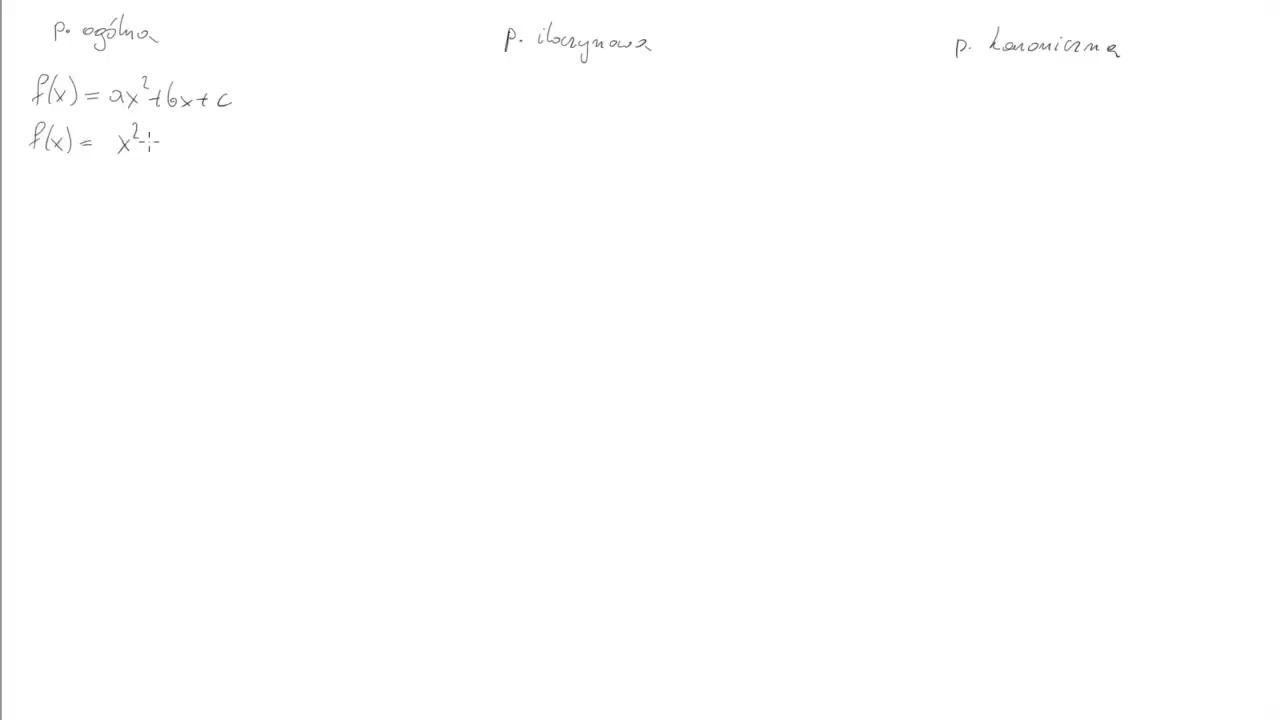 p. ogólna
p. iloczynowa
p. kanoniczna
f(x) = ax²+bx+c
f(x) = x²+